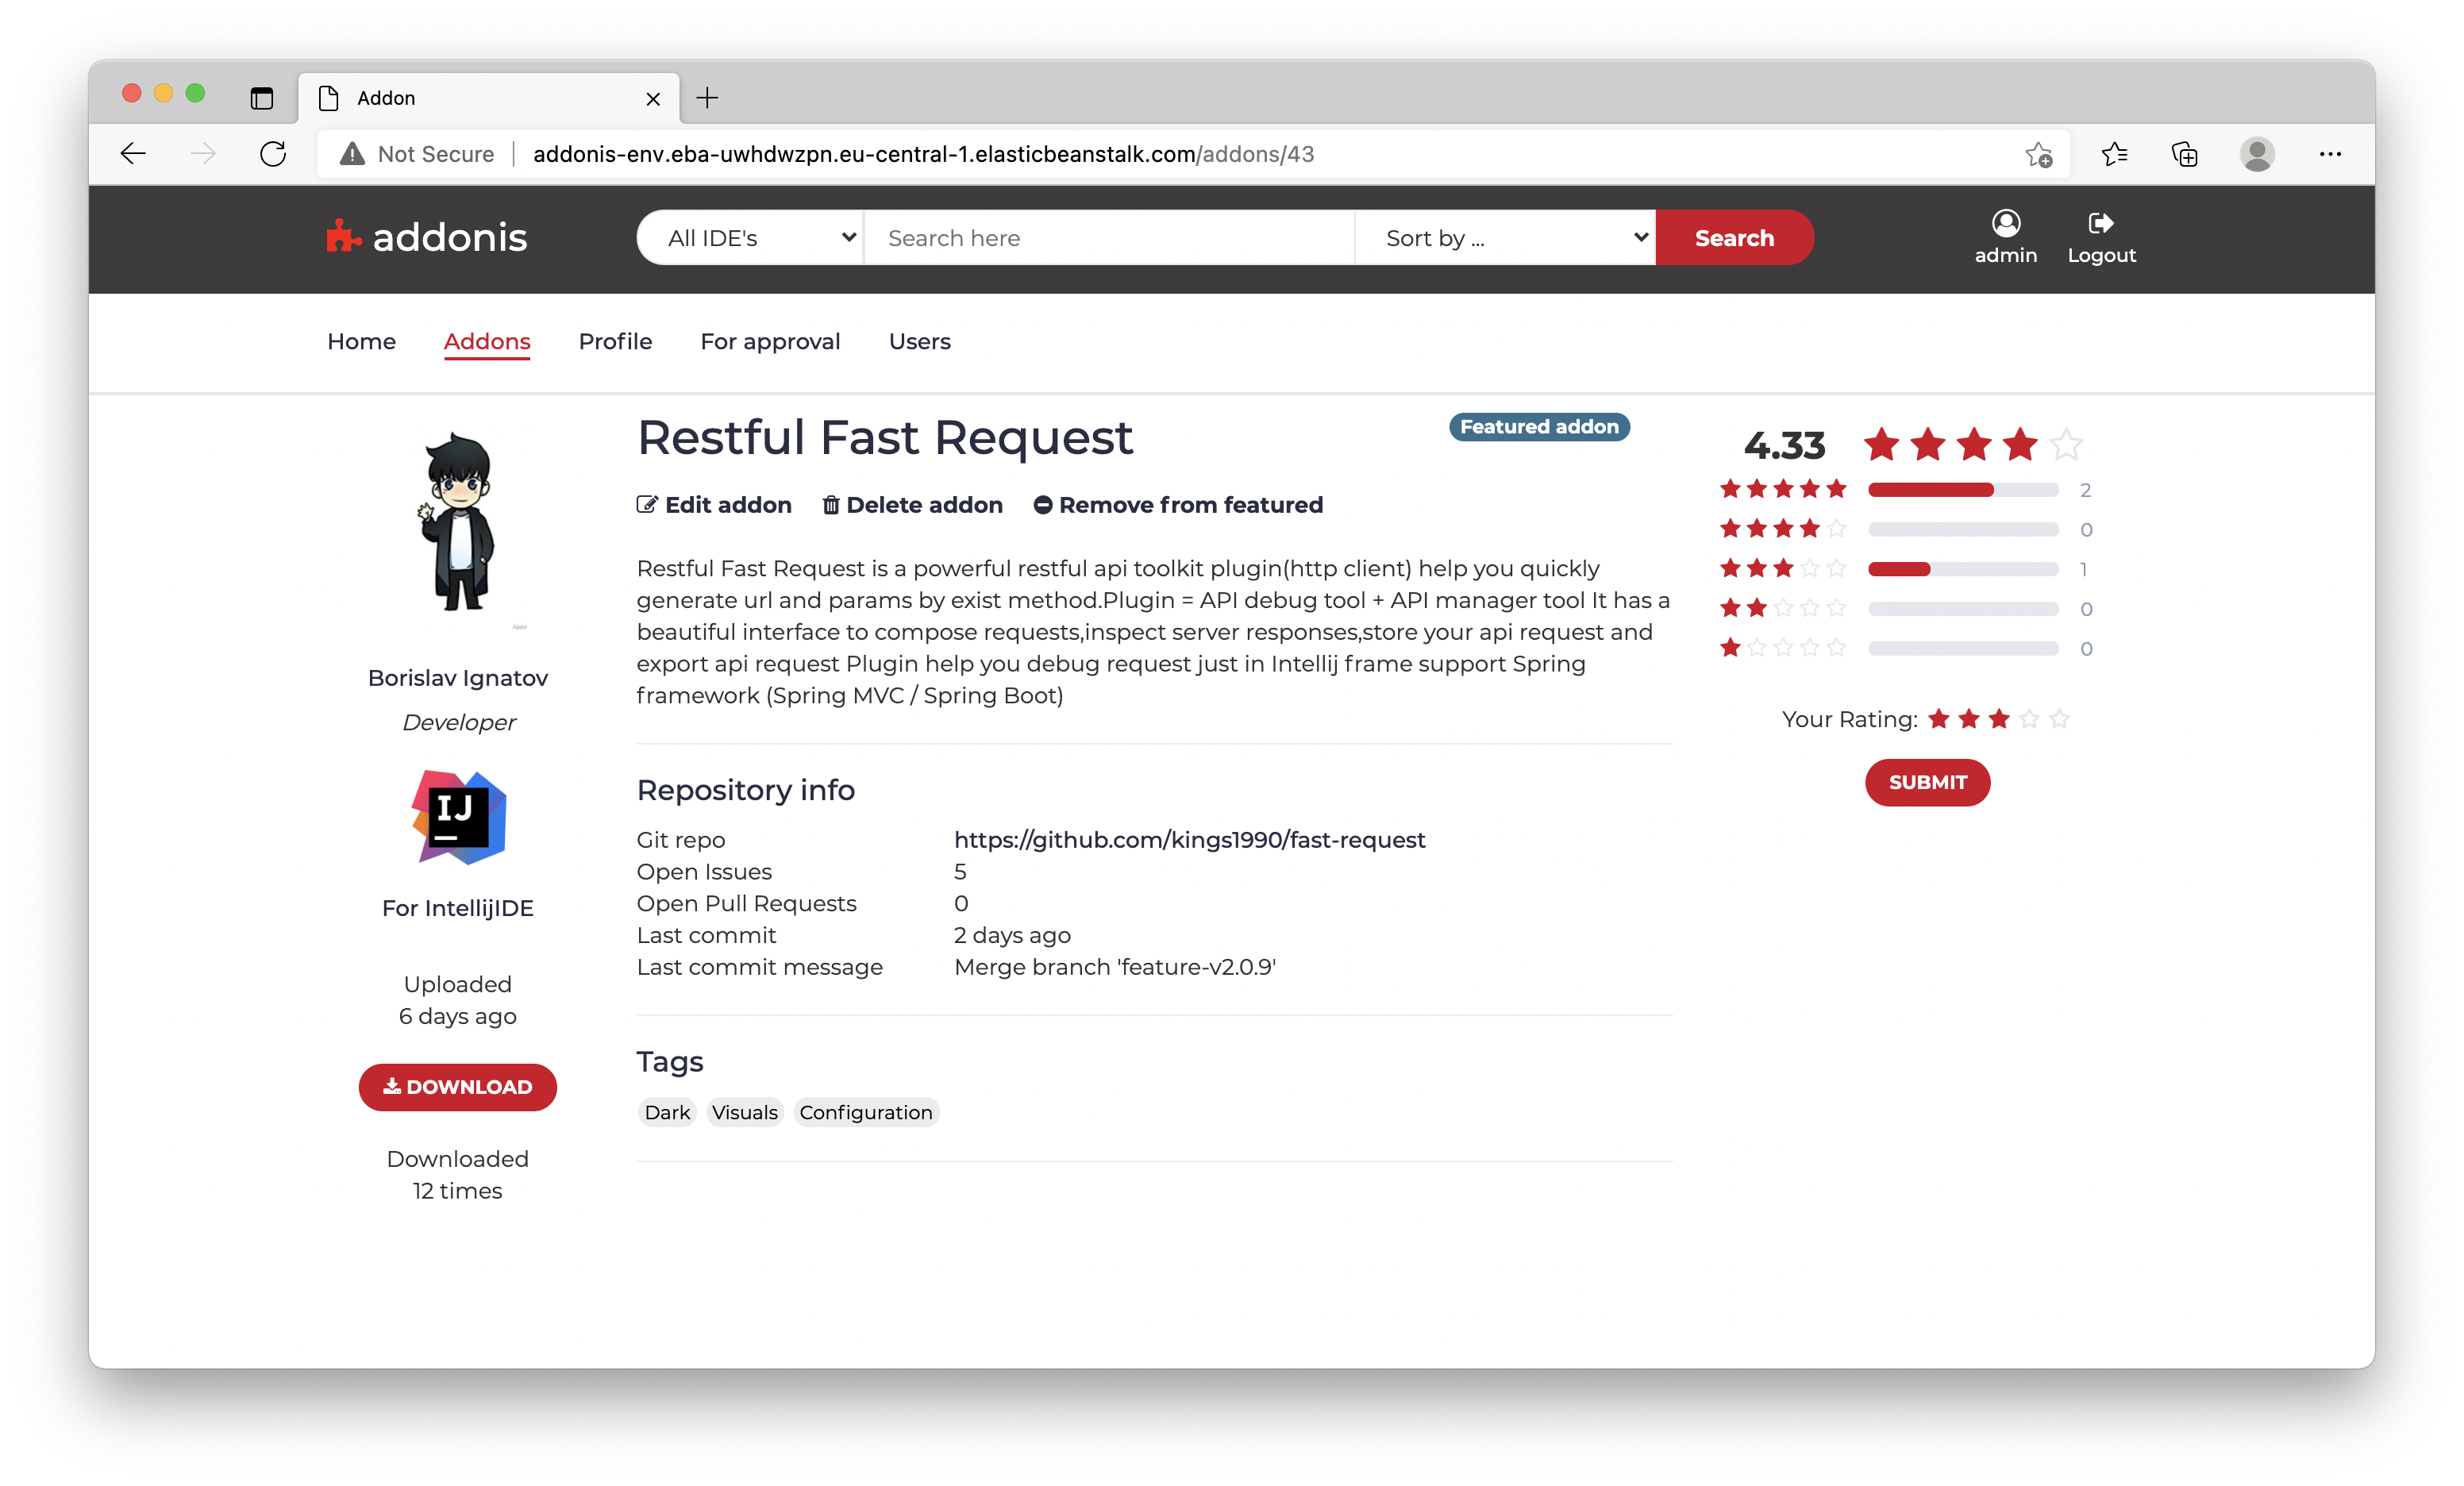 Addon
Not Secure addonis-env.eba-uwhdwzpn.eu-central-1.elasticbeanstalk.com/addons/43
addonis
All IDE's
Search here
Sort by ...
Search
admin
Logout
Home
Addons
Profile
For approval
Users
Borislav Ignatov
Developer
IJ
For IntellijIDE
Uploaded
6 days ago
DOWNLOAD
Downloaded
12 times
Restful Fast Request
Featured addon
Edit addon
Delete addon
Remove from featured
Restful Fast Request is a powerful restful api toolkit plugin(http client) help you quickly
generate url and params by exist method.Plugin = API debug tool + API manager tool It has a
beautiful interface to compose requests,inspect server responses,store your api request and
export api request Plugin help you debug request just in Intellij frame support Spring
framework (Spring MVC / Spring Boot)
Repository info
Git repo https://github.com/kings1990/fast-request
Open Issues 5
Open Pull Requests 0
Last commit 2 days ago
Last commit message Merge branch 'feature-v2.0.9'
Tags
Dark Visuals Configuration
4.33
2
0
1
0
0
Your Rating:
SUBMIT